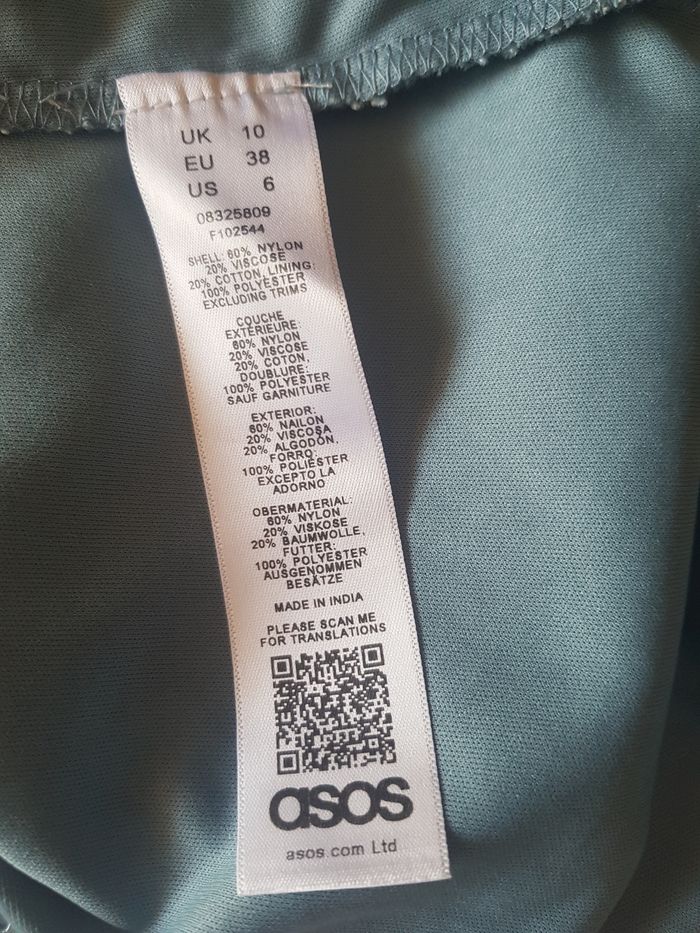 UK 10
EU 38
US 6
08325809
F102544
SHELL: 60% NYLON
20% VISCOSE
20% COTTON, LINING:
100% POLYESTER
EXCLUDING TRIMS
COUCHE
EXTERIEURE:
60% NYLON
20% VISCOSE
20% COTON,
DOUBLURE:
100% POLYESTER
SAUF GARNITURE
EXTERIOR:
60% NAILON
20% VISCOSA
20% ALGODÓN,
FORRO:
100% POLIÉSTER
EXCEPTO LA
ADORNO
OBERMATERIAL:
60% NYLON
20% VISKOSE
20% BAUMWOLLE,
FUTTER:
100% POLYESTER
AUSGENOMMEN
BESÄTZE
MADE IN INDIA
PLEASE SCAN ME
FOR TRANSLATIONS
asos
asos.com Ltd